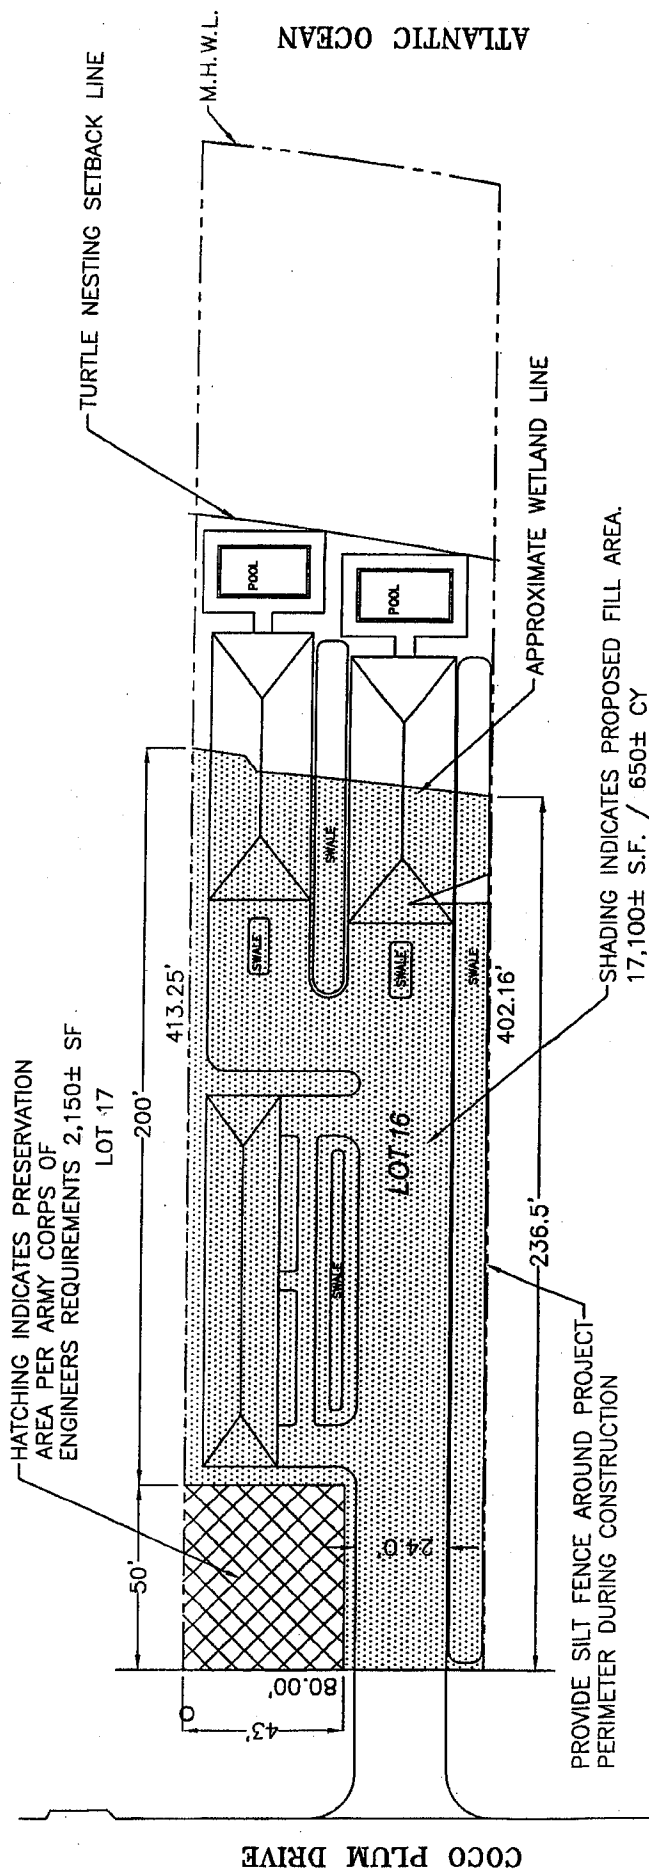 HATCHING INDICATES PRESERVATION
AREA PER ARMY CORPS OF
ENGINEERS REQUIREMENTS 2,150± SF
LOT 17
TURTLE NESTING SETBACK LINE
M.H.W.L.
ATLANTIC OCEAN
50'
200'
413.25'
43'
80.00'
24.0'
SWALE
SWALE
SWALE
SWALE
SWALE
POOL
POOL
LOT 16
402.16'
236.5'
APPROXIMATE WETLAND LINE
SHADING INDICATES PROPOSED FILL AREA.
17,100± S.F. / 650± CY
PROVIDE SILT FENCE AROUND PROJECT
PERIMETER DURING CONSTRUCTION
COCO PLUM DRIVE